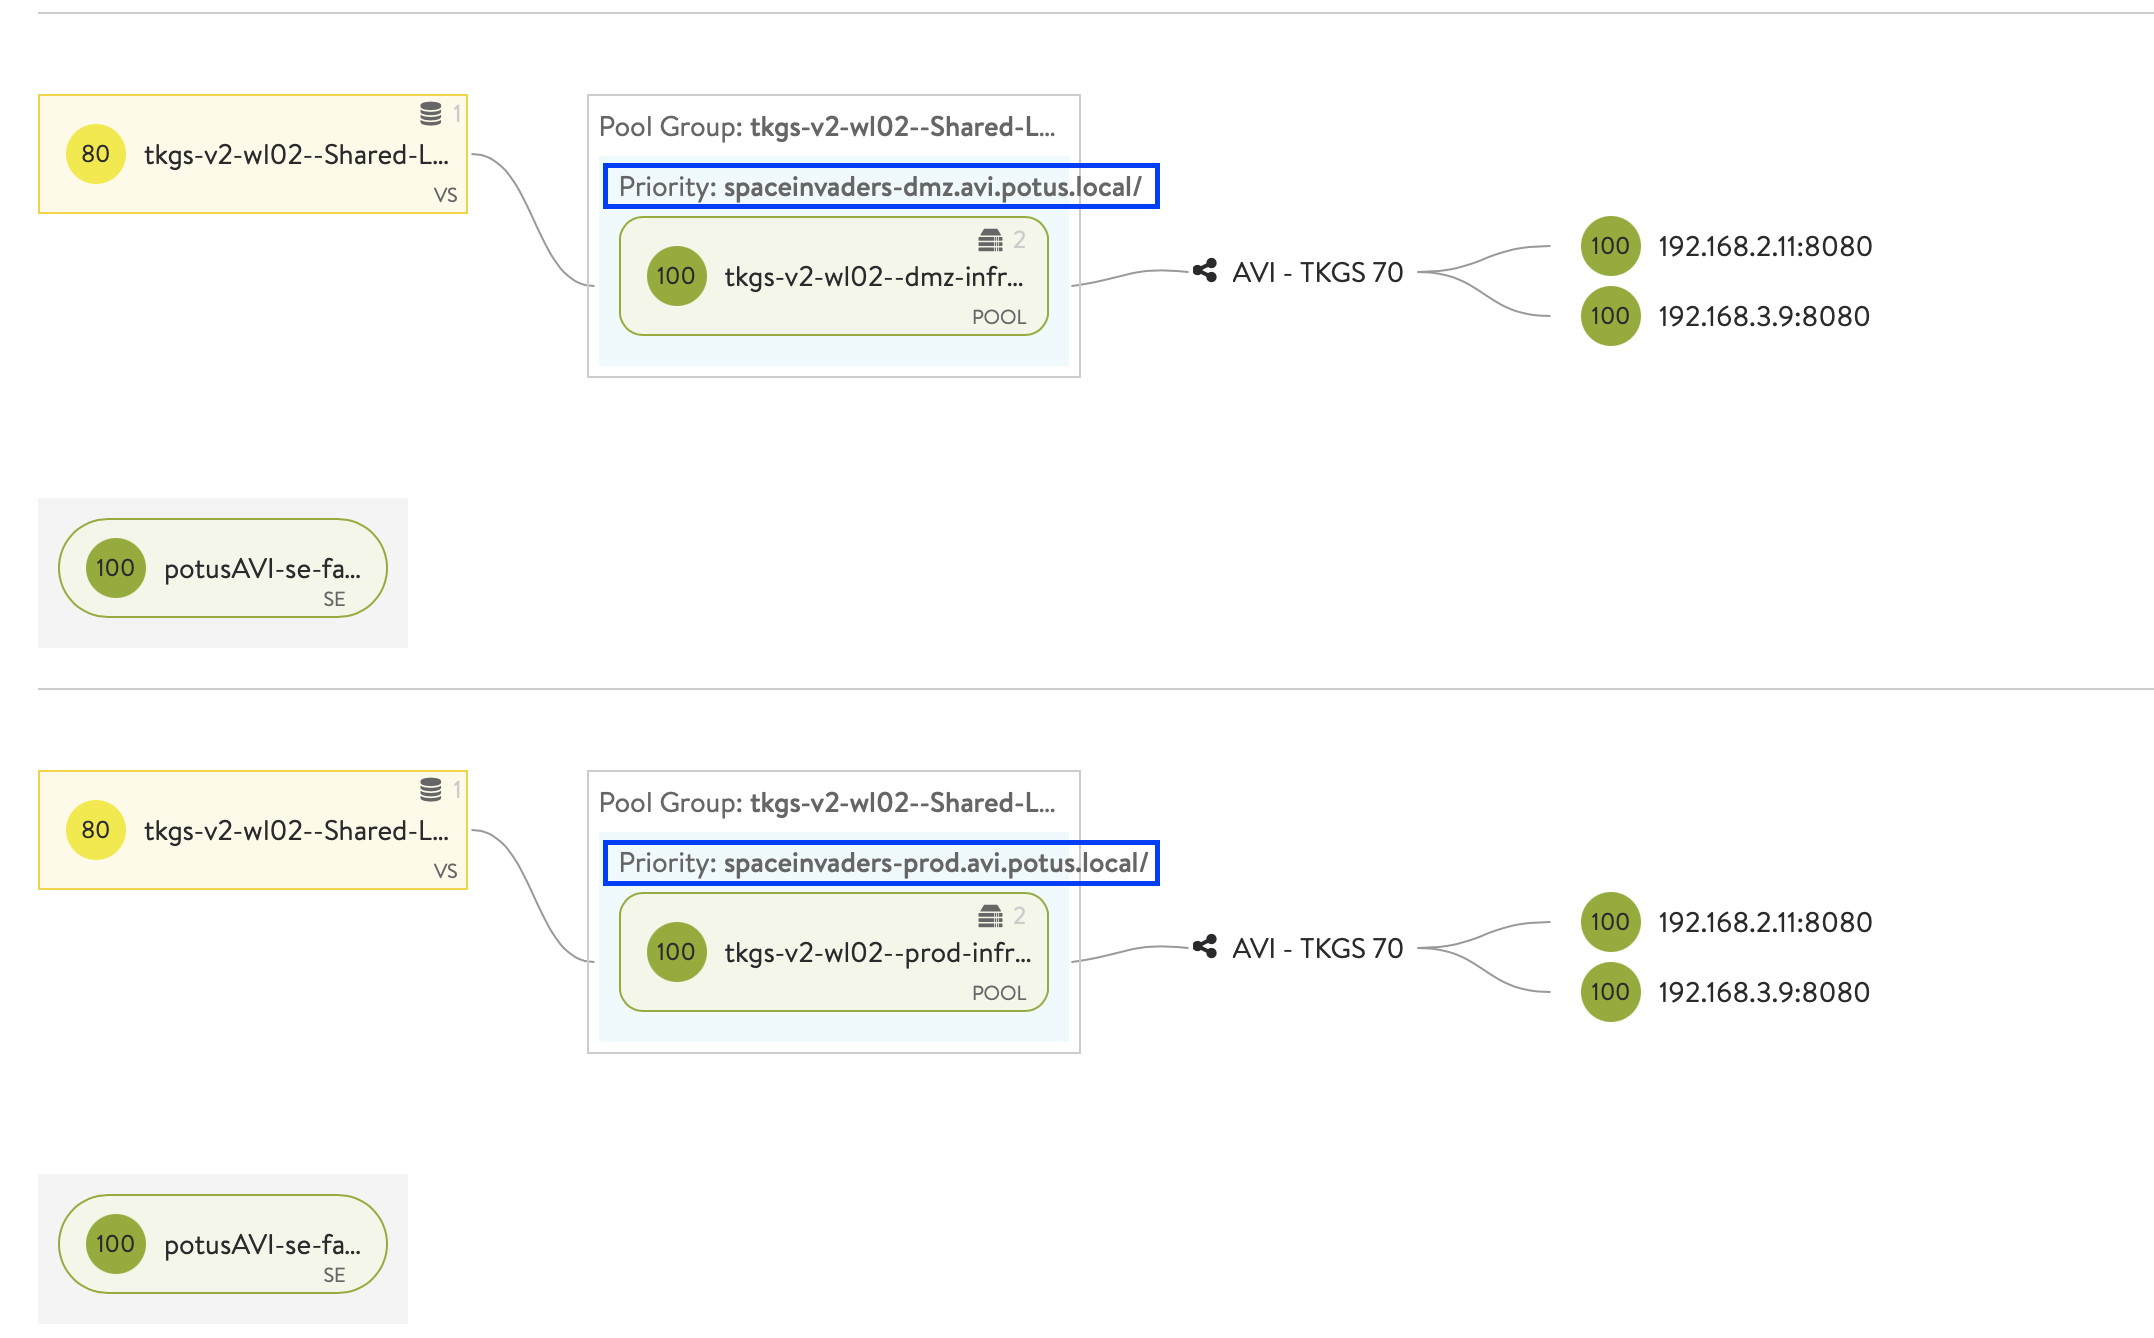 1
80 tkgs-v2-wl02--Shared-L...
VS
Pool Group: tkgs-v2-wl02--Shared-L...
Priority: spaceinvaders-dmz.avi.potus.local/
2
100 tkgs-v2-wl02--dmz-infr...
POOL
AVI - TKGS 70
100 192.168.2.11:8080
100 192.168.3.9:8080
100 potusAVI-se-fa...
SE
1
80 tkgs-v2-wl02--Shared-L...
VS
Pool Group: tkgs-v2-wl02--Shared-L...
Priority: spaceinvaders-prod.avi.potus.local/
2
100 tkgs-v2-wl02--prod-infr...
POOL
AVI - TKGS 70
100 192.168.2.11:8080
100 192.168.3.9:8080
100 potusAVI-se-fa...
SE